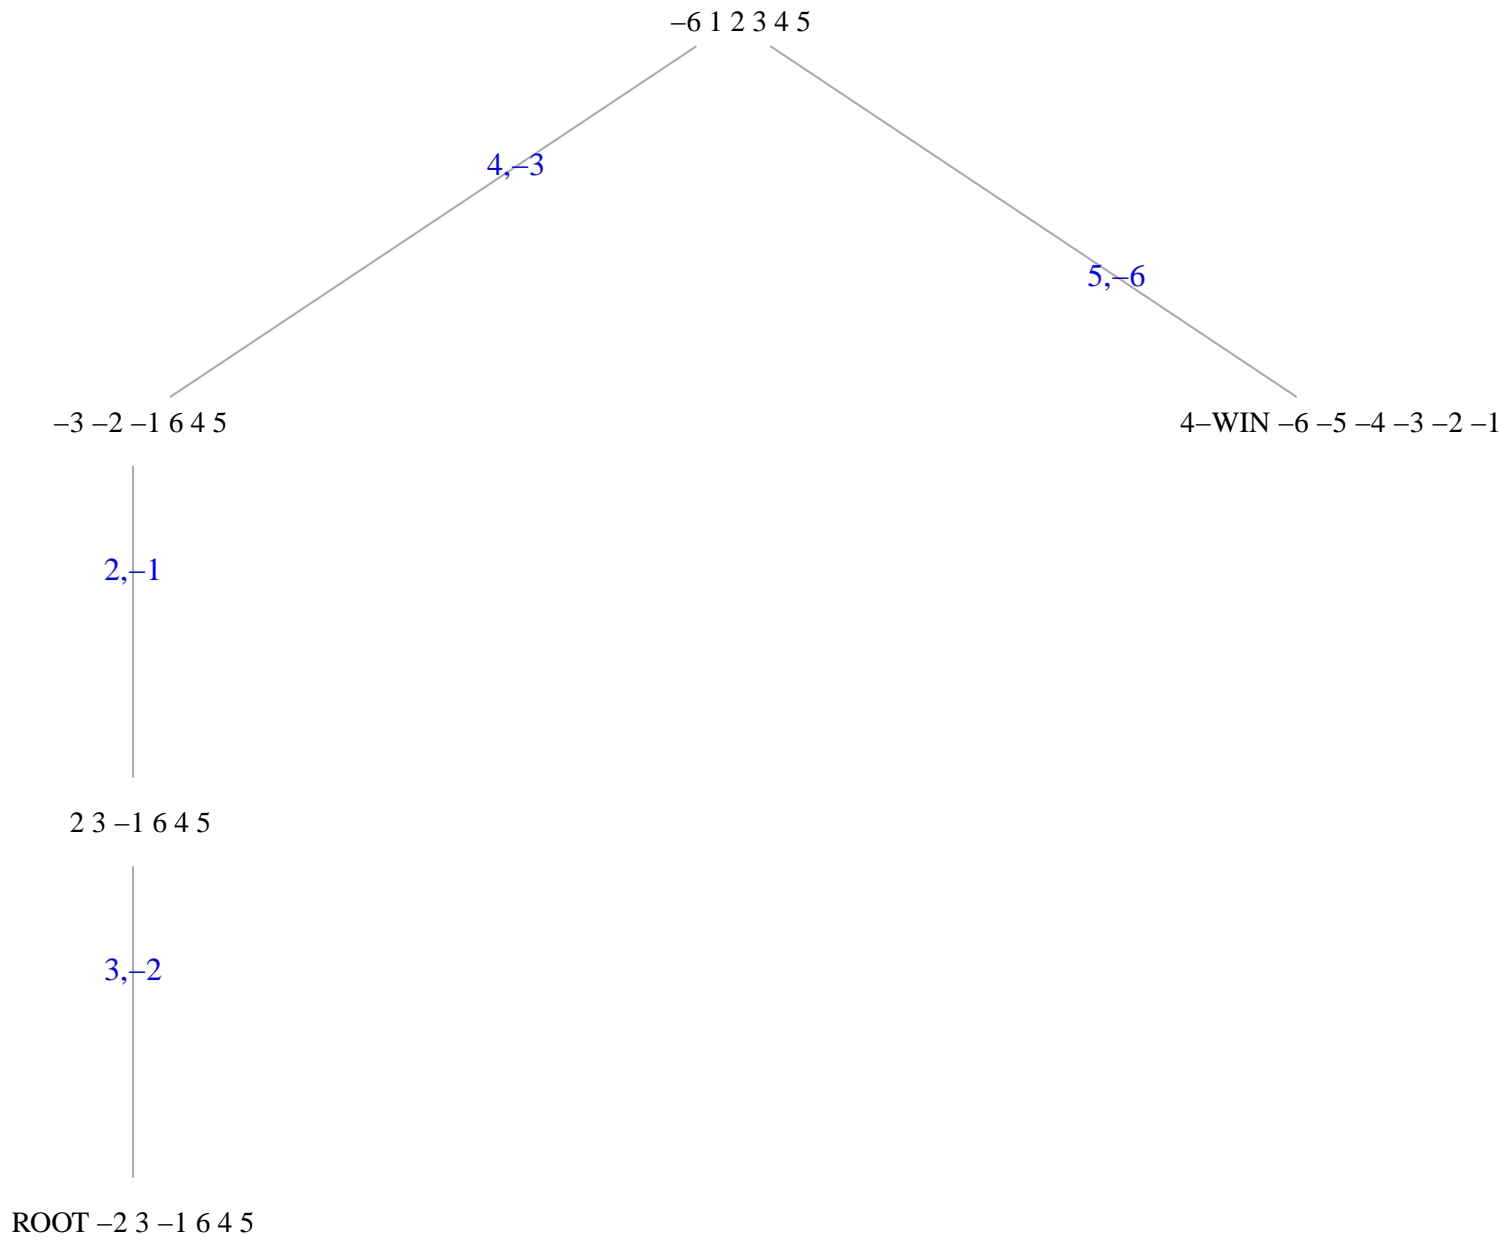 –6 1 2 3 4 5
4,–3
5,–6
–3 –2 –1 6 4 5
4–WIN –6 –5 –4 –3 –2 –1
2,–1
2 3 –1 6 4 5
3,–2
ROOT –2 3 –1 6 4 5